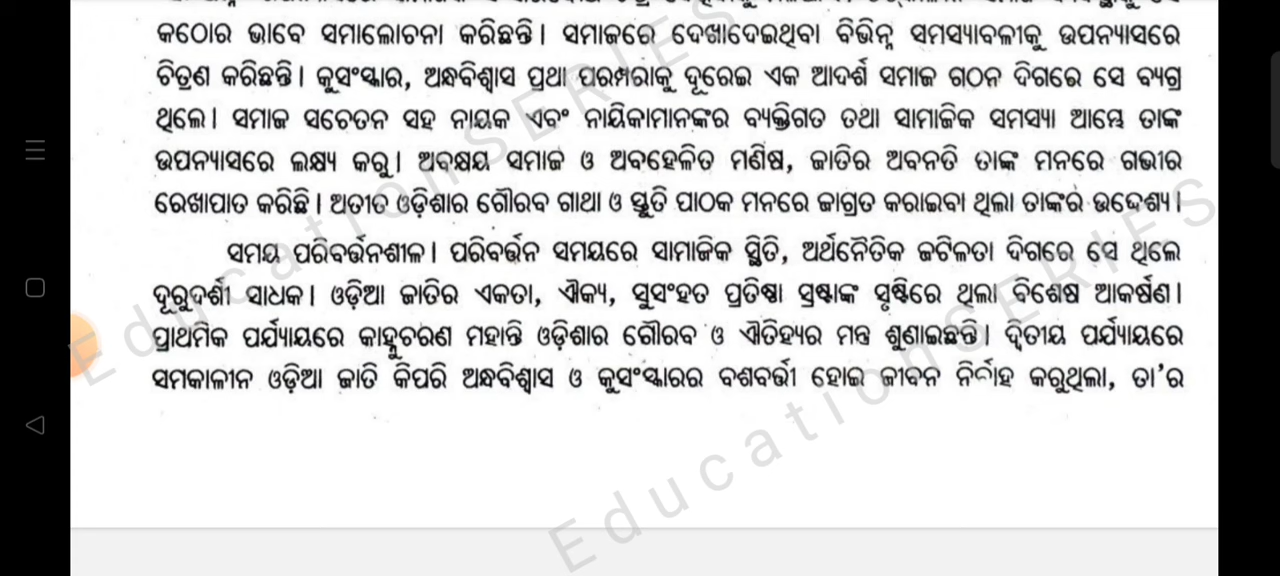 କଠୋର ଭାବେ ସମାଲୋଚନା କରିଛନ୍ତି। ସମାଜରେ ଦେଖାଦେଇଥିବା ବିଭିନ୍ନ ସମସ୍ୟାବଳୀକୁ ଉପନ୍ୟାସରେ
ଚିତ୍ରଣ କରିଛନ୍ତି। କୁସଂସ୍କାର, ଅନ୍ଧବିଶ୍ୱାସ ପ୍ରଥା ପରମ୍ପରାକୁ ଦୂରେଇ ଏକ ଆଦର୍ଶ ସମାଜ ଗଠନ ଦିଗରେ ସେ ବ୍ୟଗ୍ର
ଥିଲେ। ସମାଜ ସଚେତନ ସହ ନାୟକ ଏବଂ ନାୟିକାମାନଙ୍କର ବ୍ୟକ୍ତିଗତ ତଥା ସାମାଜିକ ସମସ୍ୟା ଆମ୍ଭେ ତାଙ୍କ
ଉପନ୍ୟାସରେ ଲକ୍ଷ୍ୟ କରୁ। ଅବକ୍ଷୟ ସମାଜ ଓ ଅବହେଳିତ ମଣିଷ, ଜାତିର ଅବନତି ତାଙ୍କ ମନରେ ଗଭୀର
ରେଖାପାତ କରିଛି। ଅତୀତ ଓଡ଼ିଶାର ଗୌରବ ଗାଥା ଓ ସ୍ତୁତି ପାଠକ ମନରେ ଜାଗ୍ରତ କରାଇବା ଥିଲା ତାଙ୍କର ଉଦ୍ଦେଶ୍ୟ।
ସମୟ ପରିବର୍ତ୍ତନଶୀଳ। ପରିବର୍ତ୍ତନ ସମୟରେ ସାମାଜିକ ସ୍ଥିତି, ଅର୍ଥନୈତିକ ଜଟିଳତା ଦିଗରେ ସେ ଥିଲେ
ଦୂରୁଦର୍ଶୀ ସାଧକ। ଓଡ଼ିଆ ଜାତିର ଏକତା, ଐକ୍ୟ, ସୁସଂହତ ପ୍ରତିଷ୍ଠା ସ୍ରଷ୍ଟାଙ୍କ ସୃଷ୍ଟିରେ ଥିଲା ବିଶେଷ ଆକର୍ଷଣ।
ପ୍ରାଥମିକ ପର୍ଯ୍ୟାୟରେ କାହ୍ନୁଚରଣ ମହାନ୍ତି ଓଡ଼ିଶାର ଗୌରବ ଓ ଐତିହ୍ୟର ମନ୍ତ୍ର ଶୁଣାଇଛନ୍ତି। ଦ୍ୱିତୀୟ ପର୍ଯ୍ୟାୟରେ
ସମକାଳୀନ ଓଡ଼ିଆ ଜାତି କିପରି ଅନ୍ଧବିଶ୍ୱାସ ଓ କୁସଂସ୍କାରର ବଶବର୍ତ୍ତୀ ହୋଇ ଜୀବନ ନିର୍ବାହ କରୁଥିଲା, ତା'ର
EducationSERIES
EducationSERIES